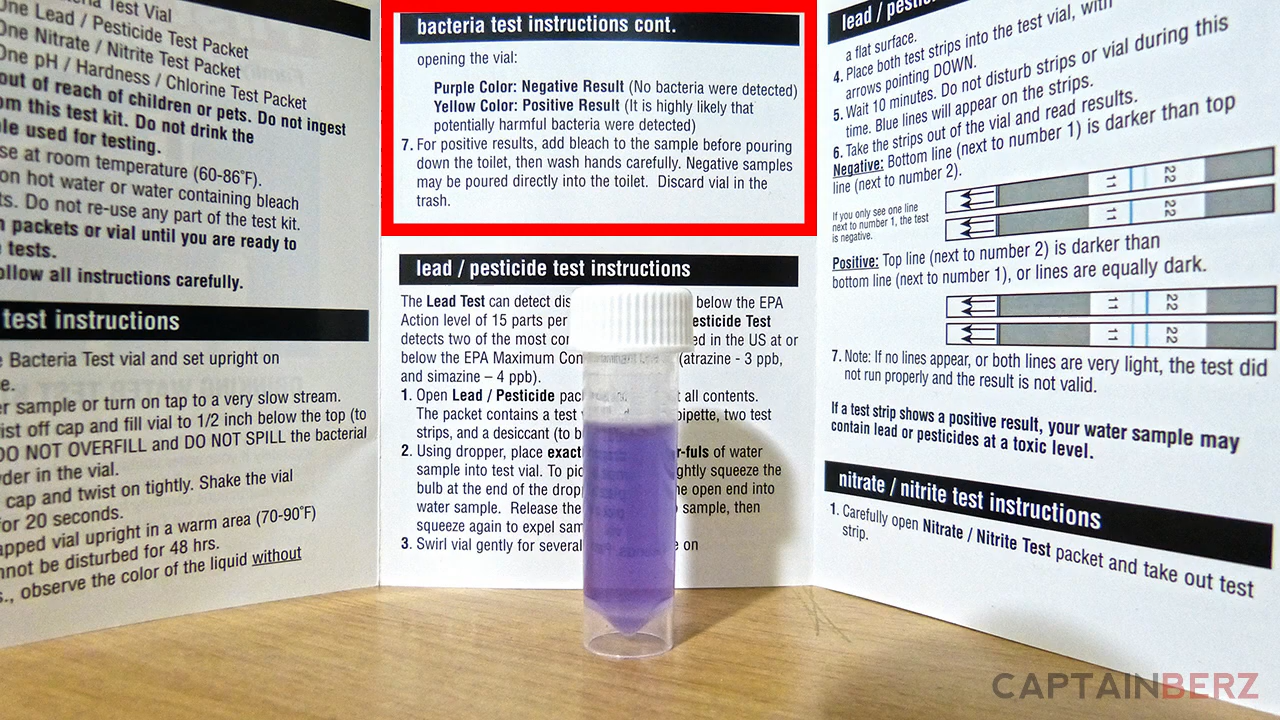 ia Test Vial
One Lead / Pesticide Test Packet
One Nitrate / Nitrite Test Packet
One pH / Hardness / Chlorine Test Packet
out of reach of children or pets. Do not ingest
om this test kit. Do not drink the
le used for testing.
se at room temperature (60-86°F).
on hot water or water containing bleach
ts. Do not re-use any part of the test kit.
packets or vial until you are ready to
tests.
ollow all instructions carefully.
test instructions
Bacteria Test vial and set upright on
e.
er sample or turn on tap to a very slow stream.
ist off cap and fill vial to 1/2 inch below the top (to
DO NOT OVERFILL and DO NOT SPILL the bacterial
der in the vial.
cap and twist on tightly. Shake the vial
or 20 seconds.
apped vial upright in a warm area (70-90°F)
nnot be disturbed for 48 hrs.
s., observe the color of the liquid without
bacteria test instructions cont.
opening the vial:
Purple Color: Negative Result (No bacteria were detected)
Yellow Color: Positive Result (It is highly likely that
potentially harmful bacteria were detected)
7. For positive results, add bleach to the sample before pouring
down the toilet, then wash hands carefully. Negative samples
may be poured directly into the toilet. Discard vial in the
trash.
lead / pesticide test instructions
The Lead Test can detect dis below the EPA
Action level of 15 parts per esticide Test
detects two of the most con ed in the US at or
below the EPA Maximum Con (atrazine - 3 ppb,
and simazine – 4 ppb).
1. Open Lead / Pesticide pac t all contents.
The packet contains a test v ipette, two test
strips, and a desiccant (to b
2. Using dropper, place exact r-fuls of water
sample into test vial. To pic ghtly squeeze the
bulb at the end of the drop e open end into
water sample. Release the sample, then
squeeze again to expel sam
3. Swirl vial gently for several e on
lead / pestic
a flat surface.
4. Place both test strips into the test vial, with
arrows pointing DOWN.
5. Wait 10 minutes. Do not disturb strips or vial during this
time. Blue lines will appear on the strips.
6. Take the strips out of the vial and read results.
Negative: Bottom line (next to number 1) is darker than top
line (next to number 2).
If you only see one line
next to number 1, the test
is negative.
11 22
11 22
Positive: Top line (next to number 2) is darker than
bottom line (next to number 1), or lines are equally dark.
11 22
11 22
7. Note: If no lines appear, or both lines are very light, the test did
not run properly and the result is not valid.
If a test strip shows a positive result, your water sample may
contain lead or pesticides at a toxic level.
nitrate / nitrite test instructions
1. Carefully open Nitrate / Nitrite Test packet and take out test
strip.
CAPTAINBERZ